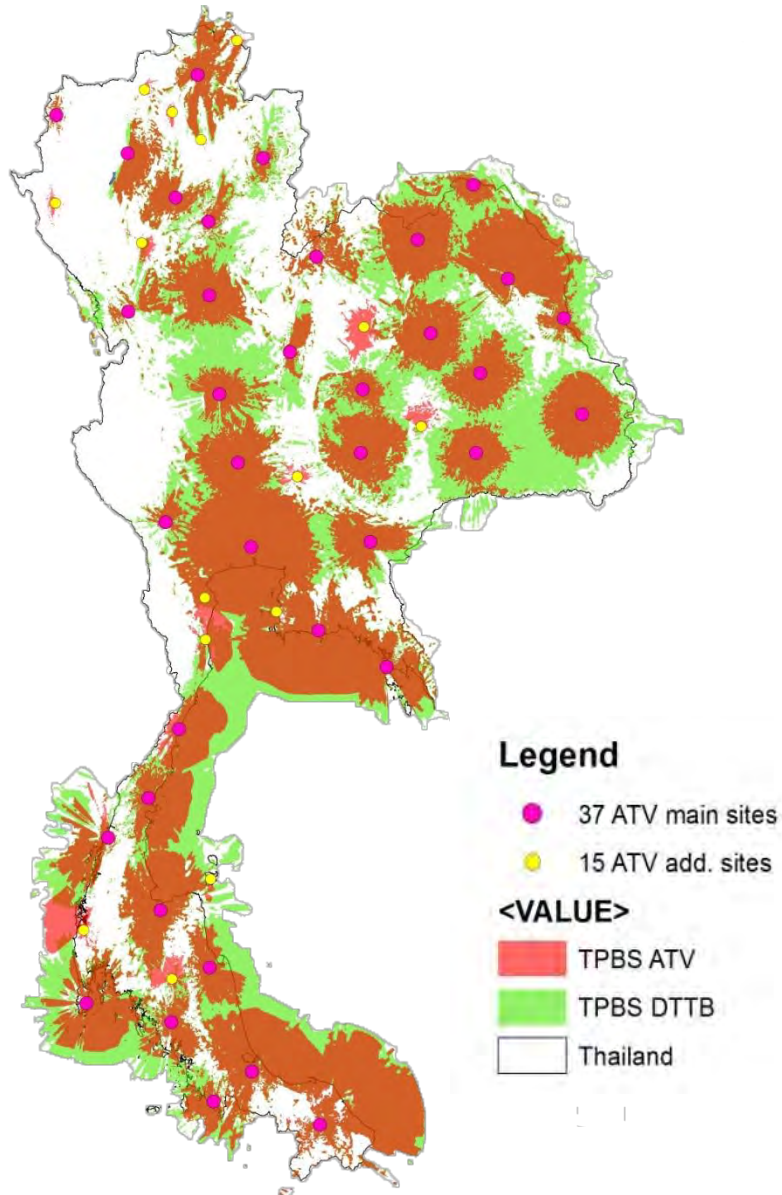 Legend
37 ATV main sites
15 ATV add. sites
<VALUE>
TPBS ATV
TPBS DTTB
Thailand